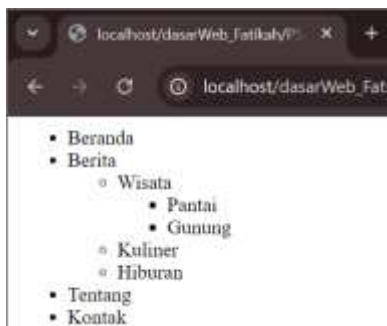 localhost/dasarWeb_Fatikah/
localhost/dasarWeb_Fat
Beranda
Berita
Wisata
Pantai
Gunung
Kuliner
Hiburan
Tentang
Kontak